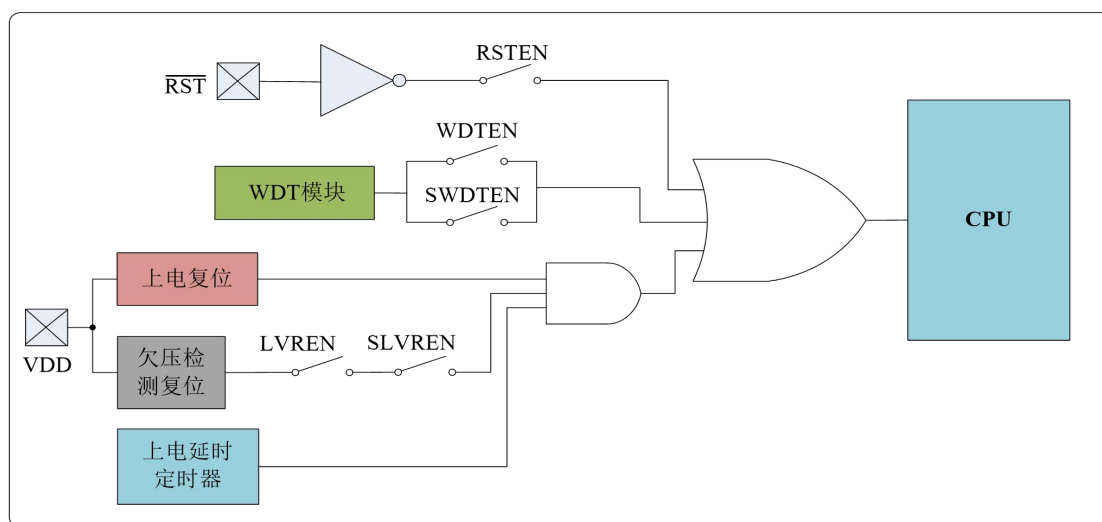 RSTEN
RST
WDTEN
WDT模块
SWDTEN
CPU
上电复位
VDD
欠压检
测复位
LVREN
SLVREN
上电延时
定时器